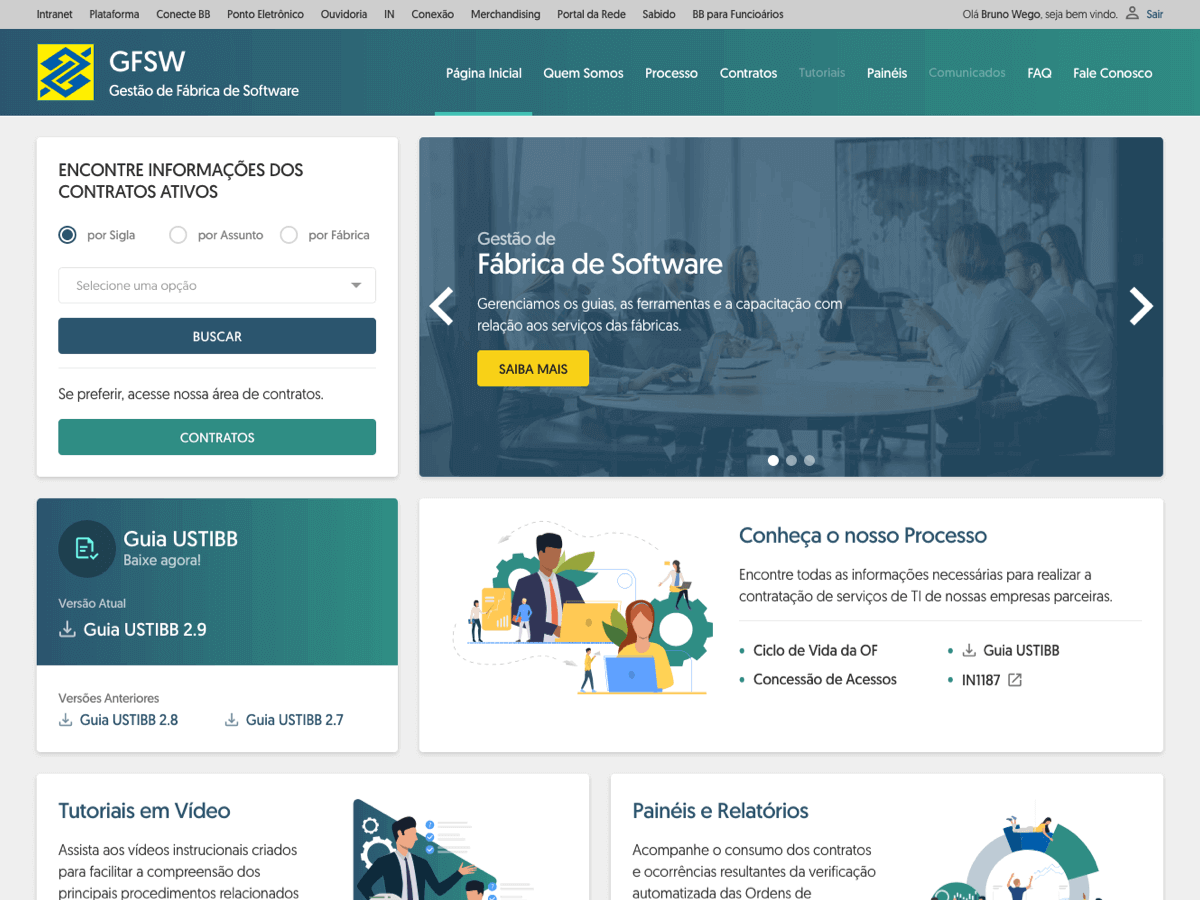 Intranet Plataforma Conecte BB Ponto Eletrônico Ouvidoria IN Conexão Merchandising Portal da Rede Sabido BB para Funcioários Olá Bruno Wego, seja bem vindo. Sair
GFSW
Gestão de Fábrica de Software
Página Inicial Quem Somos Processo Contratos Tutoriais Painéis Comunicados FAQ Fale Conosco
ENCONTRE INFORMAÇÕES DOS
CONTRATOS ATIVOS
por Sigla por Assunto por Fábrica
Selecione uma opção
BUSCAR
Se preferir, acesse nossa área de contratos.
CONTRATOS
Gestão de
Fábrica de Software
Gerenciamos os guias, as ferramentas e a capacitação com
relação aos serviços das fábricas.
SAIBA MAIS
Guia USTIBB
Baixe agora!
Versão Atual
Guia USTIBB 2.9
Versões Anteriores
Guia USTIBB 2.8 Guia USTIBB 2.7
Conheça o nosso Processo
Encontre todas as informações necessárias para realizar a
contratação de serviços de TI de nossas empresas parceiras.
• Ciclo de Vida da OF • Guia USTIBB
• Concessão de Acessos • IN1187
Tutoriais em Vídeo
Assista aos vídeos instrucionais criados
para facilitar a compreensão dos
principais procedimentos relacionados
Painéis e Relatórios
Acompanhe o consumo dos contratos
e ocorrências resultantes da verificação
automatizada das Ordens de